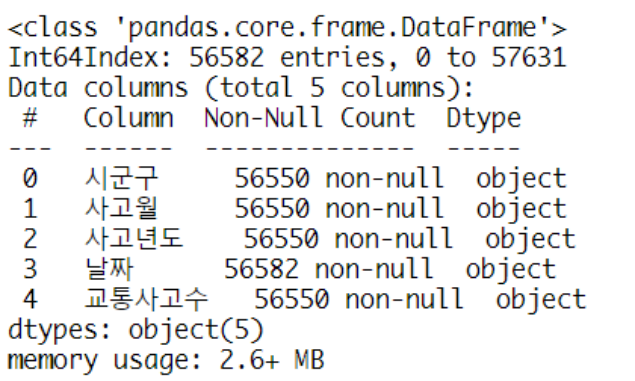 <class 'pandas.core.frame.DataFrame'>
Int64Index: 56582 entries, 0 to 57631
Data columns (total 5 columns):
 #   Column  Non-Null Count  Dtype
---  ------  --------------  -----
 0   시군구     56550 non-null  object
 1   사고월     56550 non-null  object
 2   사고년도    56550 non-null  object
 3   날짜      56582 non-null  object
 4   교통사고수   56550 non-null  object
dtypes: object(5)
memory usage: 2.6+ MB